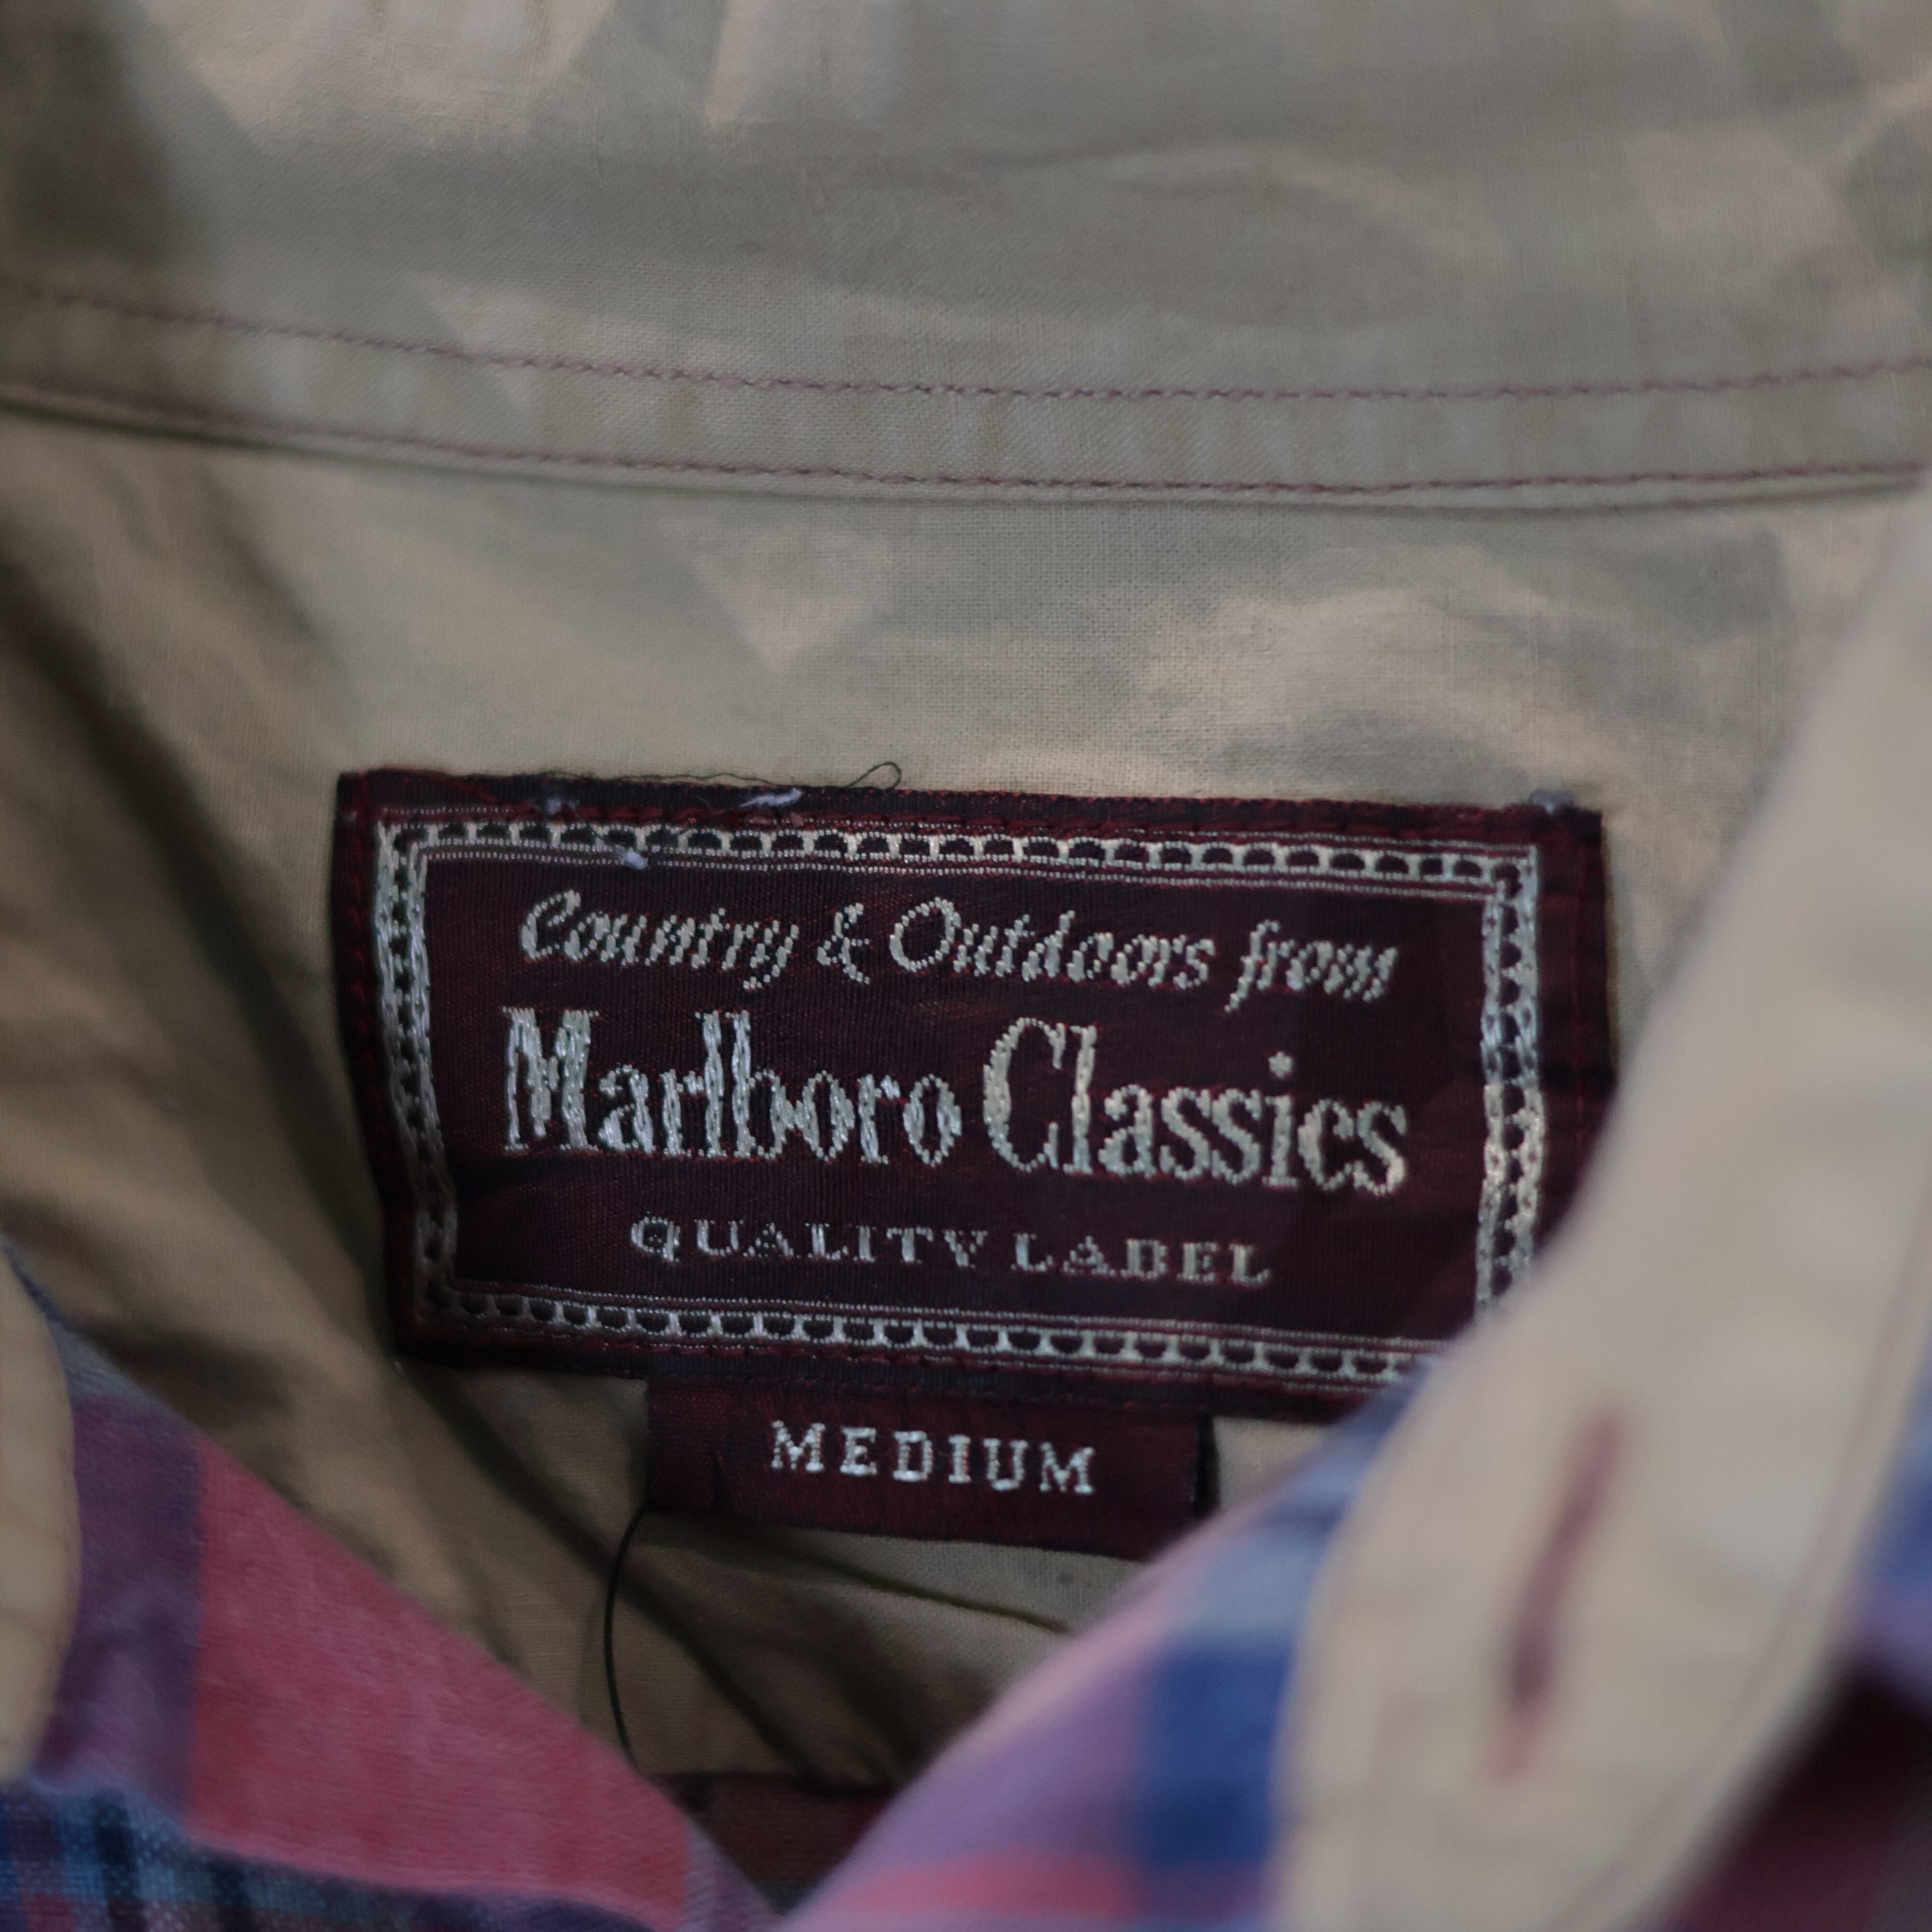 Country & Outdoors from
Marlboro Classics
QUALITY LABEL
MEDIUM